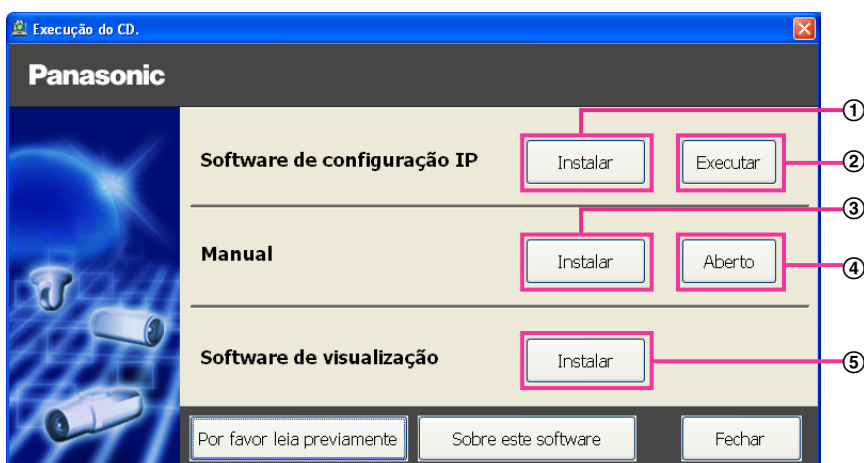 Execução do CD.
Panasonic
①
Software de configuração IP Instalar Executar ②
③
Manual Instalar Aberto ④
Software de visualização Instalar ⑤
Por favor leia previamente Sobre este software Fechar